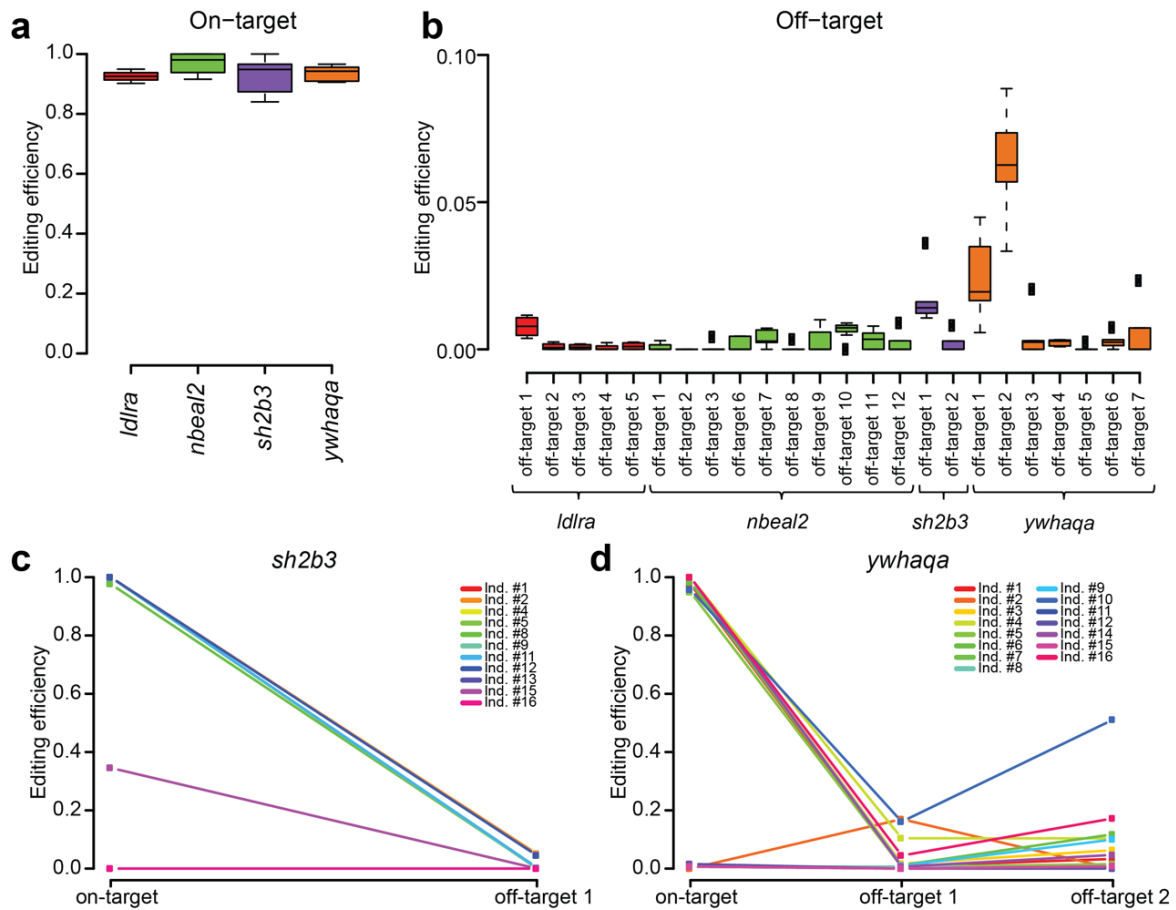 a
On−target
Editing efficiency
1.0
0.8
0.6
0.4
0.2
0.0
ldlra
nbeal2
sh2b3
ywhaqa
b
Off−target
Editing efficiency
0.10
0.05
0.00
off-target 1
off-target 2
off-target 3
off-target 4
off-target 5
off-target 1
off-target 2
off-target 3
off-target 6
off-target 7
off-target 8
off-target 9
off-target 10
off-target 11
off-target 12
off-target 1
off-target 2
off-target 1
off-target 2
off-target 3
off-target 4
off-target 5
off-target 6
off-target 7
ldlra
nbeal2
sh2b3
ywhaqa
c
sh2b3
Editing efficiency
1.0
0.8
0.6
0.4
0.2
0.0
Ind. #1
Ind. #2
Ind. #4
Ind. #5
Ind. #8
Ind. #9
Ind. #11
Ind. #12
Ind. #13
Ind. #15
Ind. #16
on-target
off-target 1
d
ywhaqa
Editing efficiency
1.0
0.8
0.6
0.4
0.2
0.0
Ind. #1
Ind. #2
Ind. #3
Ind. #4
Ind. #5
Ind. #6
Ind. #7
Ind. #8
Ind. #9
Ind. #10
Ind. #11
Ind. #12
Ind. #14
Ind. #15
Ind. #16
on-target
off-target 1
off-target 2